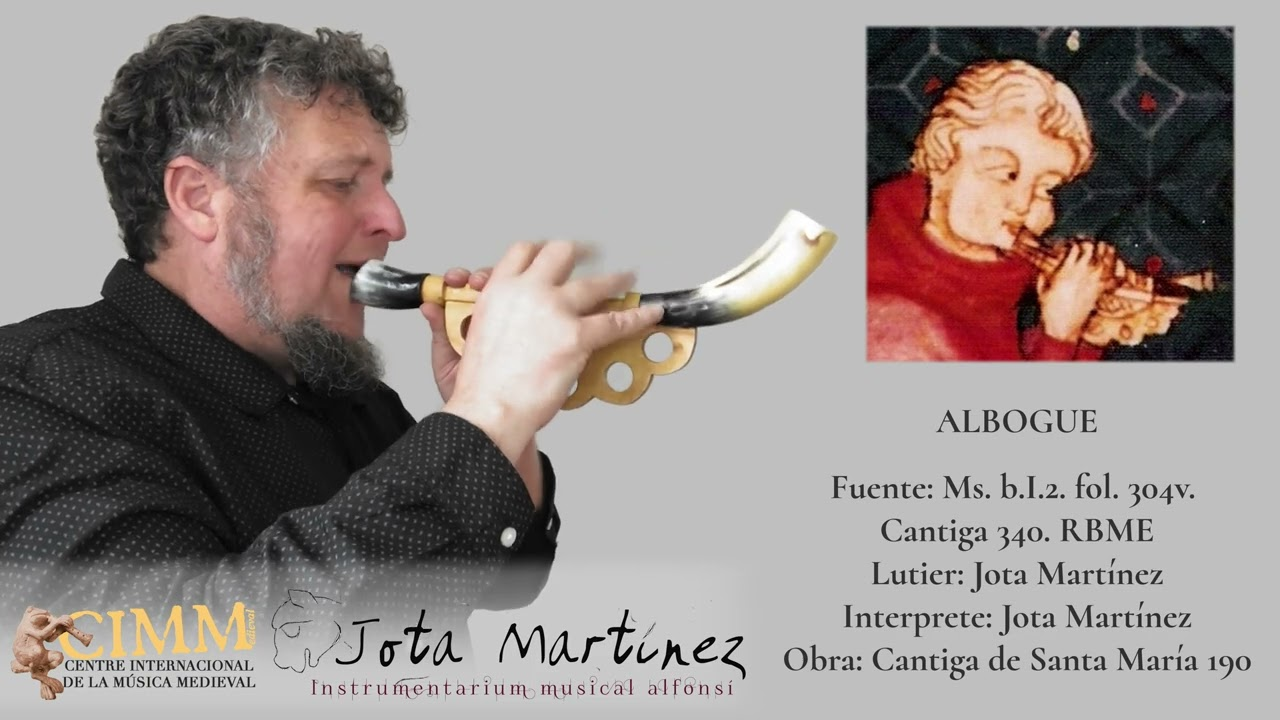 ALBOGUE
Fuente: Ms. b.I.2. fol. 304v.
Cantiga 340. RBME
Lutier: Jota Martínez
Interprete: Jota Martínez
Obra: Cantiga de Santa María 190
CIMM
edieval
CENTRE INTERNACIONAL
DE LA MÚSICA MEDIEVAL
Jota Martínez
Instrumentarium musical alfonsí